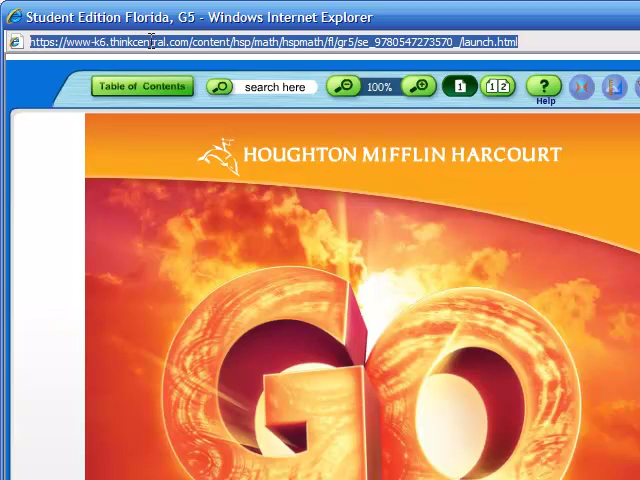 Student Edition Florida, G5 - Windows Internet Explorer
https://www-k6.thinkcentral.com/content/hsp/math/hspmath/fl/gr5/se_9780547273570_/launch.html
Table of Contents search here 100% 1 1 2 ?
Help
HOUGHTON MIFFLIN HARCOURT
GO